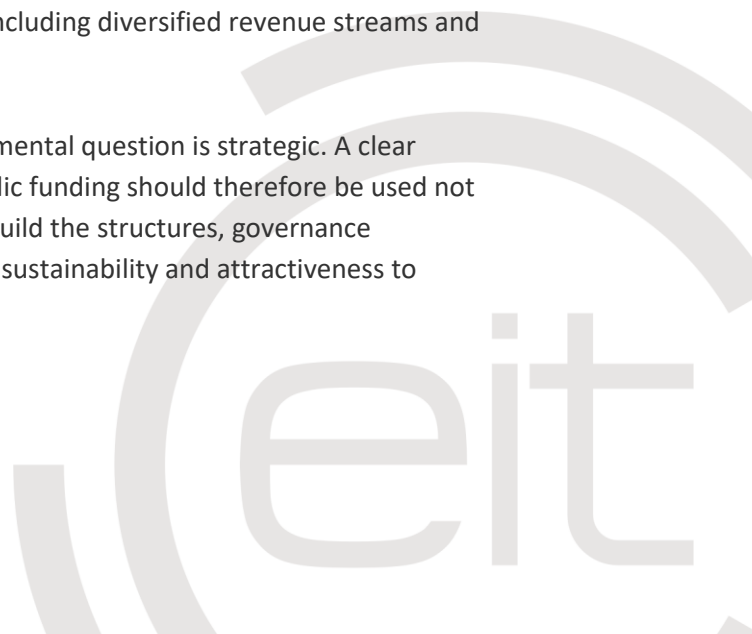 ncluding diversified revenue streams and
mental question is strategic. A clear
lic funding should therefore be used not
uild the structures, governance
sustainability and attractiveness to
eit